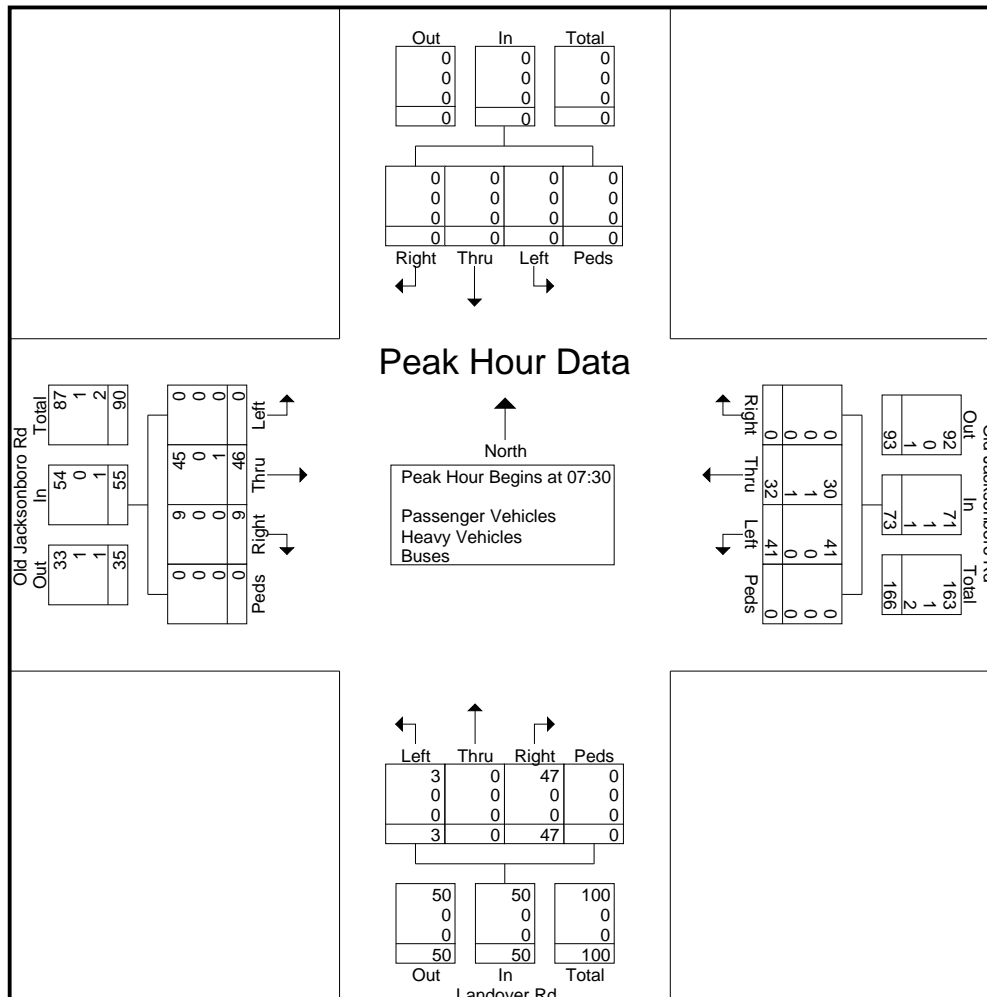 Out In Total
0 0 0
0 0 0
0 0 0
0 0 0
0 0 0 0
0 0 0 0
0 0 0 0
0 0 0 0
Right Thru Left Peds
Peak Hour Data
Old Jacksonboro Rd
Out In Total
33 54 87
1 0 1
1 1 2
35 55 90
0 9 45 0
0 0 0 0
0 0 1 0
0 9 46 0
Peds Right Thru Left
North
Peak Hour Begins at 07:30
Passenger Vehicles
Heavy Vehicles
Buses
Old Jacksonboro Rd
Out In Total
92 71 163
0 1 1
1 1 2
93 73 166
0 30 41 0
0 1 0 0
0 1 0 0
0 32 41 0
Right Thru Left Peds
Left Thru Right Peds
3 0 47 0
0 0 0 0
0 0 0 0
3 0 47 0
50 50 100
0 0 0
0 0 0
50 50 100
Out In Total
Landover Rd